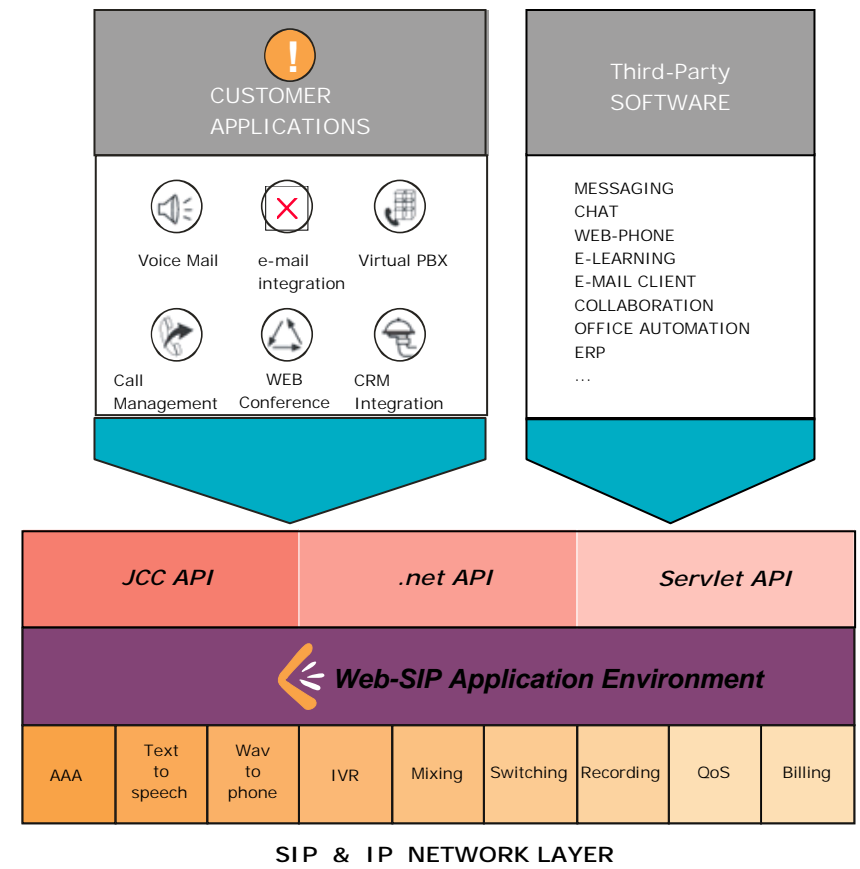 !
CUSTOMER
APPLICATIONS
Voice Mail
e-mail
integration
Virtual PBX
Call
Management
WEB
Conference
CRM
Integration
Third-Party
SOFTWARE
MESSAGING
CHAT
WEB-PHONE
E-LEARNING
E-MAIL CLIENT
COLLABORATION
OFFICE AUTOMATION
ERP
...
JCC API
.net API
Servlet API
Web-SIP Application Environment
AAA
Text
to
speech
Wav
to
phone
IVR
Mixing
Switching
Recording
QoS
Billing
SIP & IP NETWORK LAYER